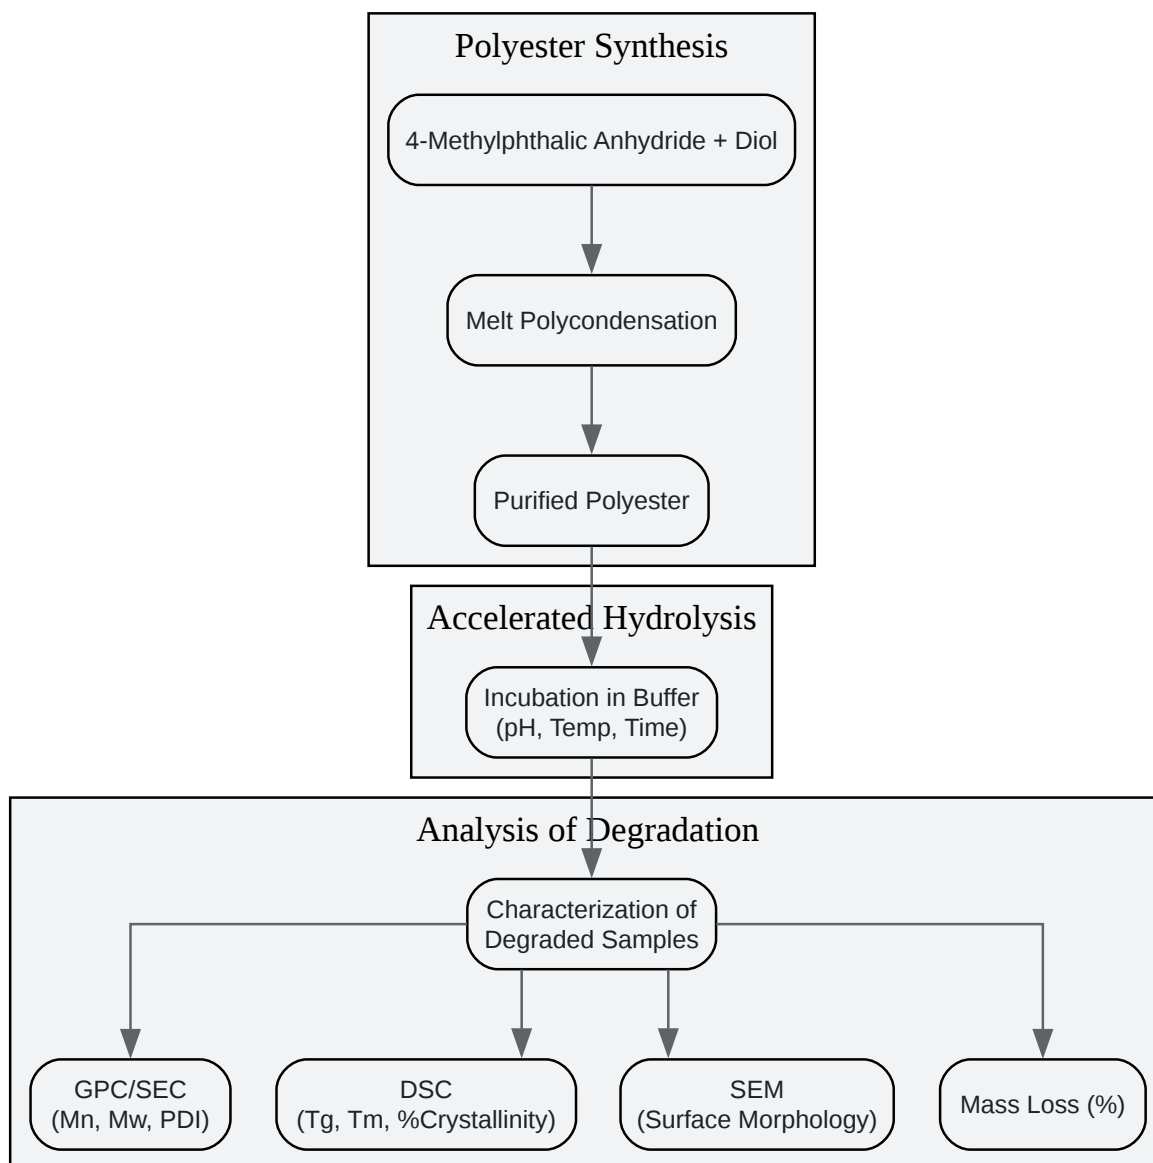 Polyester Synthesis
4-Methylphthalic Anhydride + Diol
Melt Polycondensation
Purified Polyester
Accelerated Hydrolysis
Incubation in Buffer
(pH, Temp, Time)
Analysis of Degradation
Characterization of
Degraded Samples
GPC/SEC
(Mn, Mw, PDI)
DSC
(Tg, Tm, %Crystallinity)
SEM
(Surface Morphology)
Mass Loss (%)